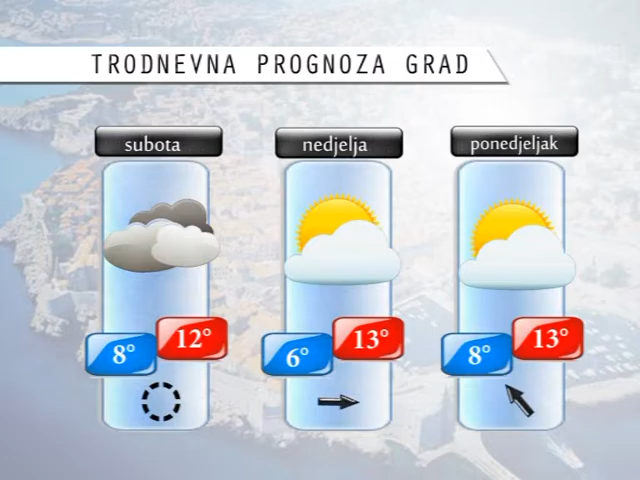 TRODNEVNA PROGNOZA GRAD
subota nedjelja ponedjeljak
8° 12° 6° 13° 8° 13°